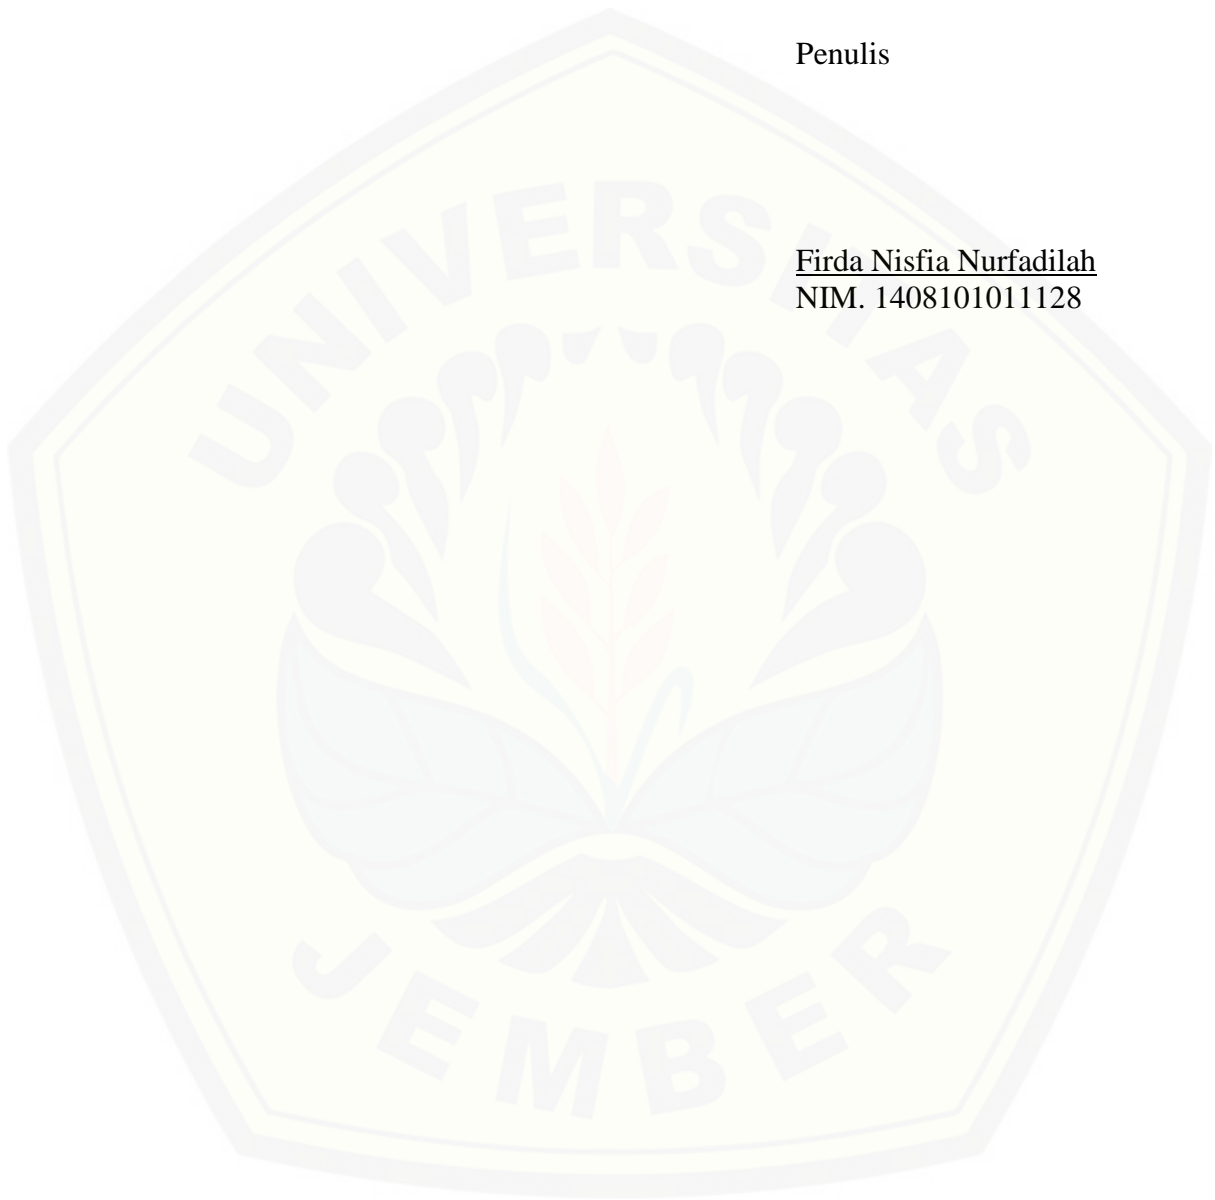 Penulis
Firda Nisfia Nurfadilah
NIM. 1408101011128
UNIVERSITAS
JEMBER